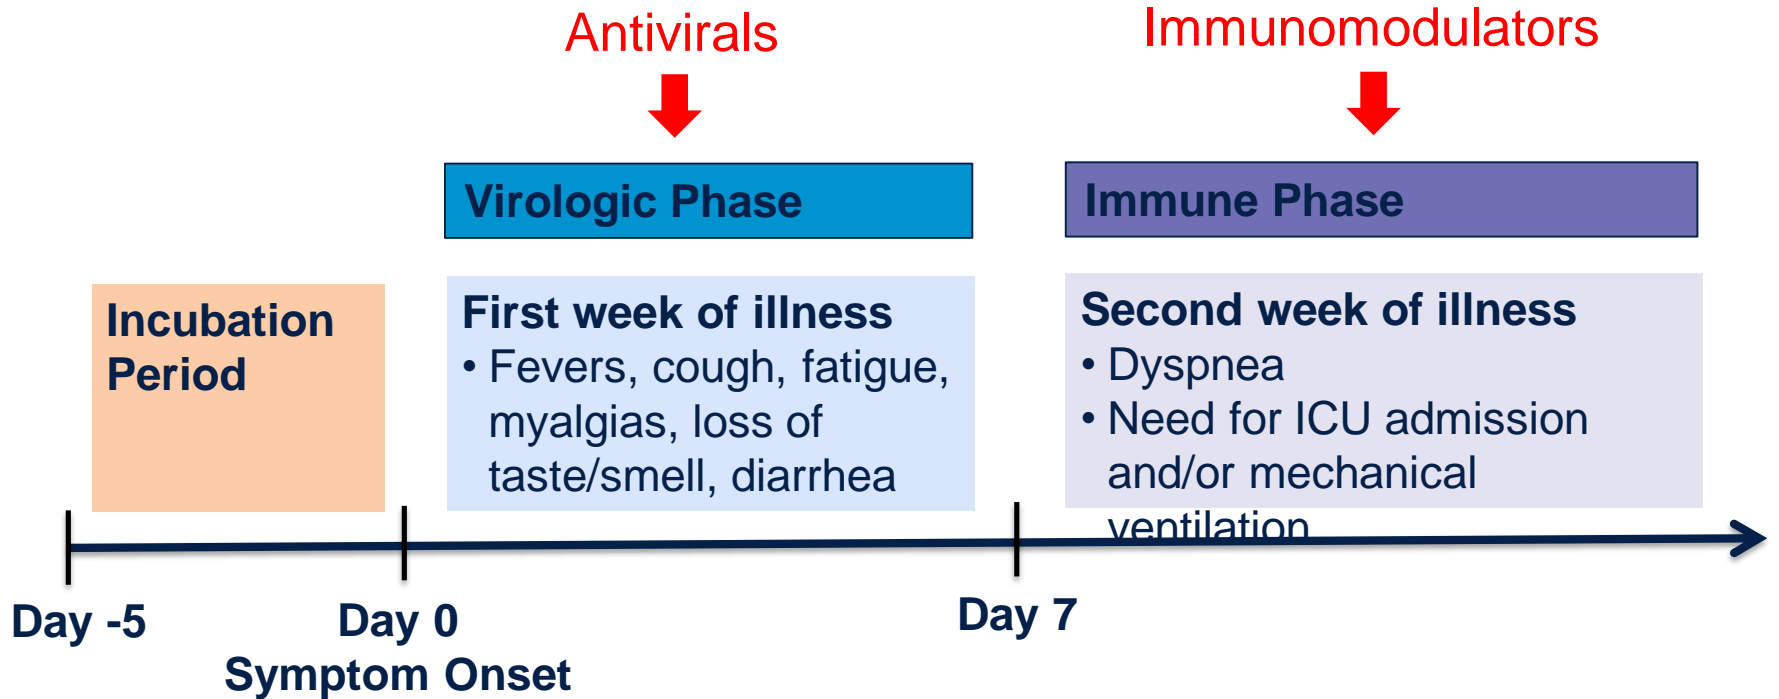 Antivirals
Immunomodulators
Virologic Phase
Immune Phase
Incubation
Period
First week of illness
• Fevers, cough, fatigue,
myalgias, loss of
taste/smell, diarrhea
Second week of illness
• Dyspnea
• Need for ICU admission
and/or mechanical
ventilation
Day -5
Day 0
Symptom Onset
Day 7